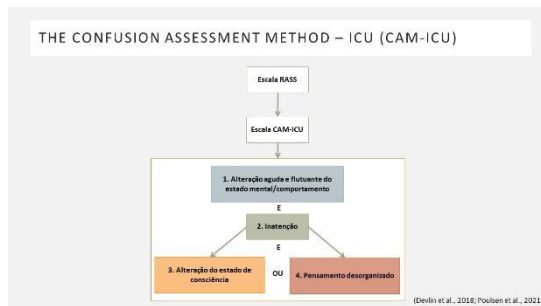 THE CONFUSION ASSESSMENT METHOD – ICU (CAM-ICU)
Escala RASS
Escala CAM-ICU
1. Alteração aguda e flutuante do
estado mental/comportamento
E
2. Inatenção
E
3. Alteração do estado de
consciência
OU
4. Pensamento desorganizado
(Devlin et al., 2018; Poulsen et al., 2021